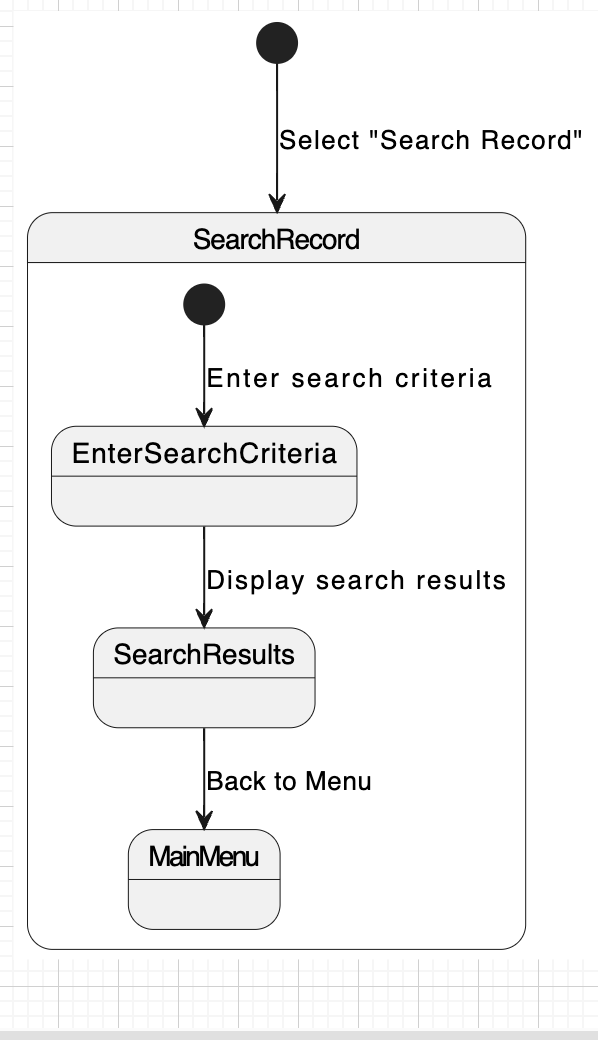 Select "Search Record"
SearchRecord
Enter search criteria
EnterSearchCriteria
Display search results
SearchResults
Back to Menu
MainMenu